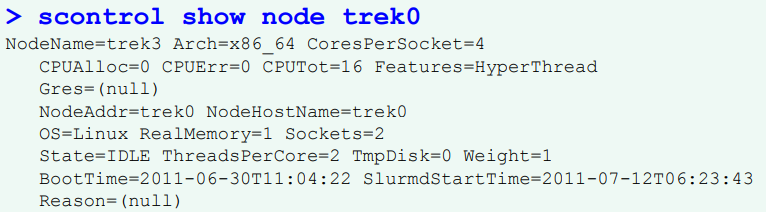 > scontrol show node trek0
NodeName=trek3 Arch=x86_64 CoresPerSocket=4
CPUAlloc=0 CPUErr=0 CPUTot=16 Features=HyperThread
Gres=(null)
NodeAddr=trek0 NodeHostName=trek0
OS=Linux RealMemory=1 Sockets=2
State=IDLE ThreadsPerCore=2 TmpDisk=0 Weight=1
BootTime=2011-06-30T11:04:22 SlurmdStartTime=2011-07-12T06:23:43
Reason=(null)